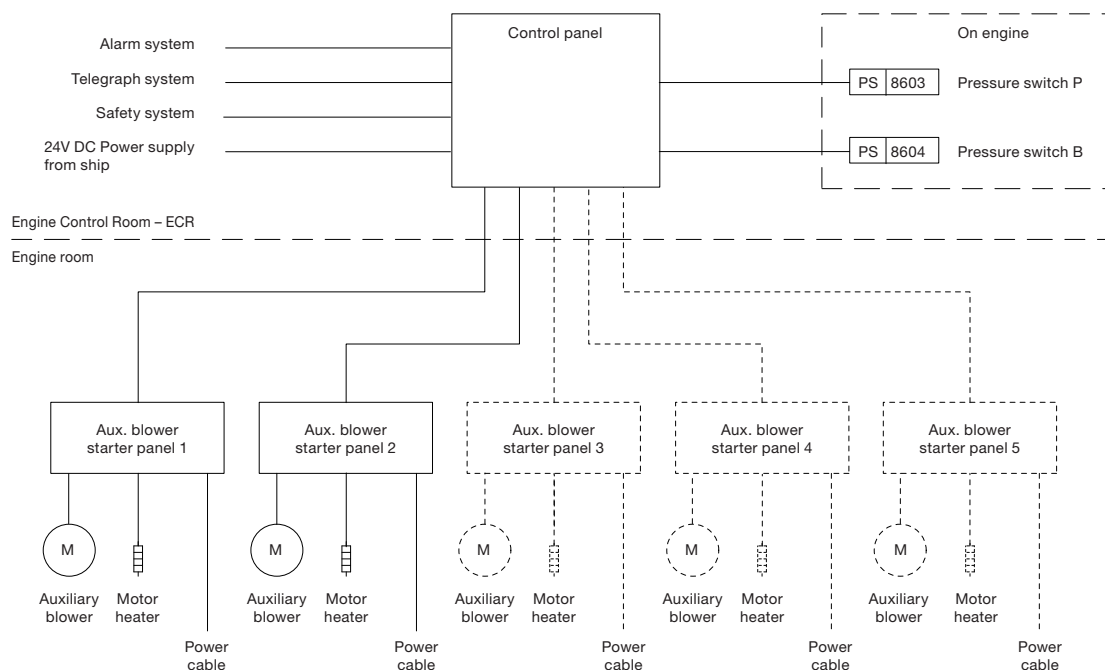 Control panel
On engine
Alarm system
Telegraph system
Safety system
24V DC Power supply
from ship
PS 8603 Pressure switch P
PS 8604 Pressure switch B
Engine Control Room – ECR
Engine room
Aux. blower
starter panel 1
Aux. blower
starter panel 2
Aux. blower
starter panel 3
Aux. blower
starter panel 4
Aux. blower
starter panel 5
M
M
M
M
M
Auxiliary
blower
Motor
heater
Auxiliary
blower
Motor
heater
Auxiliary
blower
Motor
heater
Auxiliary
blower
Motor
heater
Auxiliary
blower
Motor
heater
Power
cable
Power
cable
Power
cable
Power
cable
Power
cable